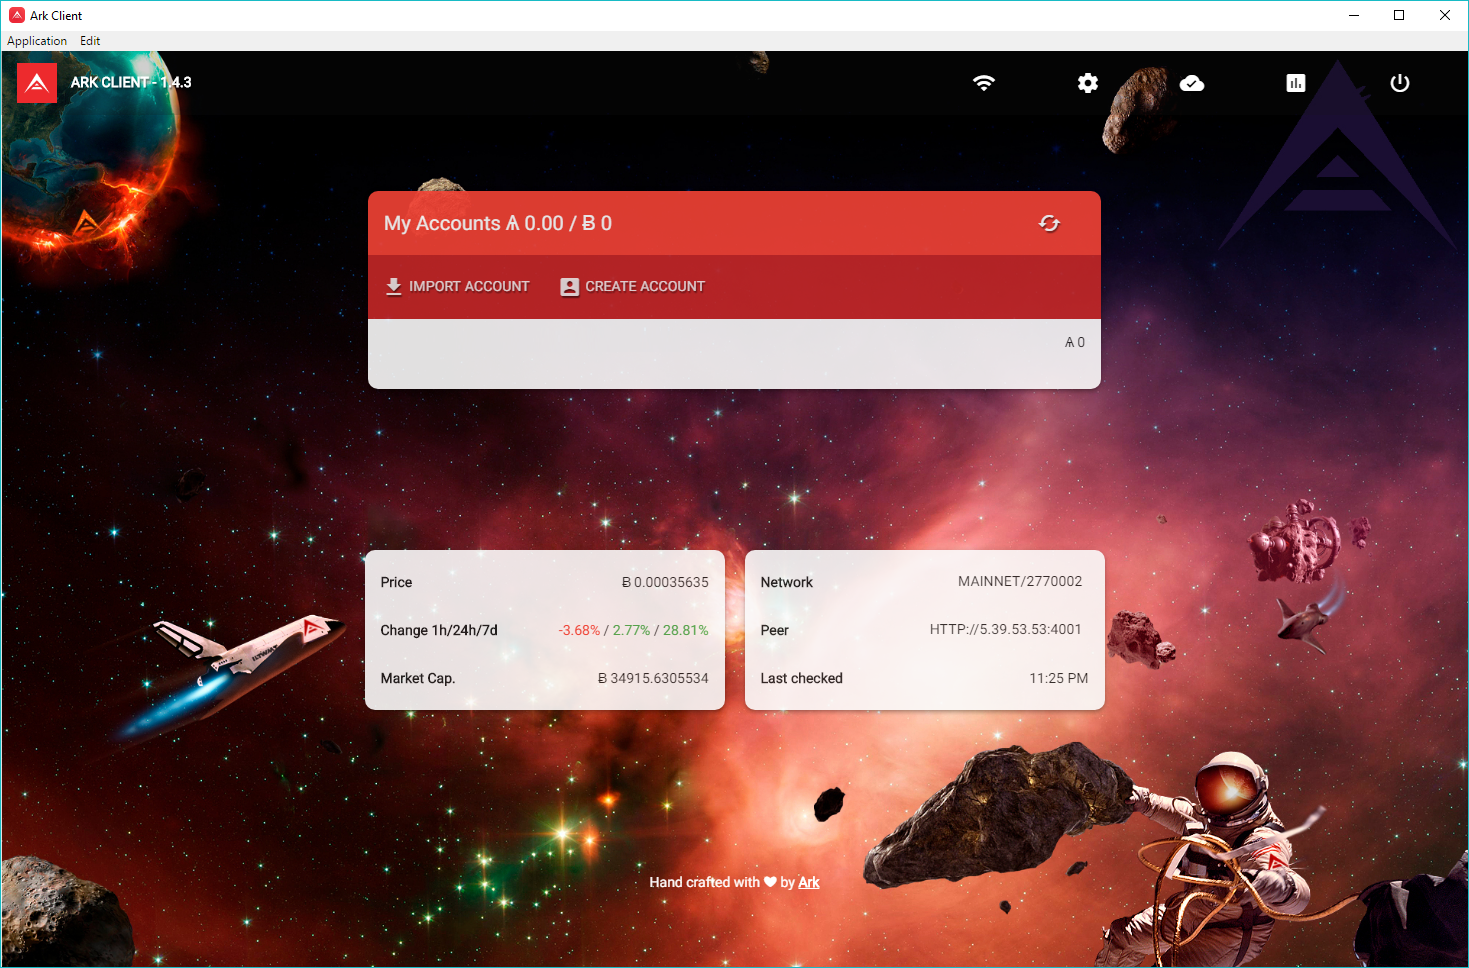 Ark Client
Application Edit
ARK CLIENT - 1.4.3
My Accounts Ѧ 0.00 / Ƀ 0
IMPORT ACCOUNT CREATE ACCOUNT
Ѧ 0
Price Ƀ 0.00035635
Change 1h/24h/7d -3.68% / 2.77% / 28.81%
Market Cap. Ƀ 34915.6305534
Network MAINNET/2770002
Peer HTTP://5.39.53.53:4001
Last checked 11:25 PM
Hand crafted with ♥ by Ark